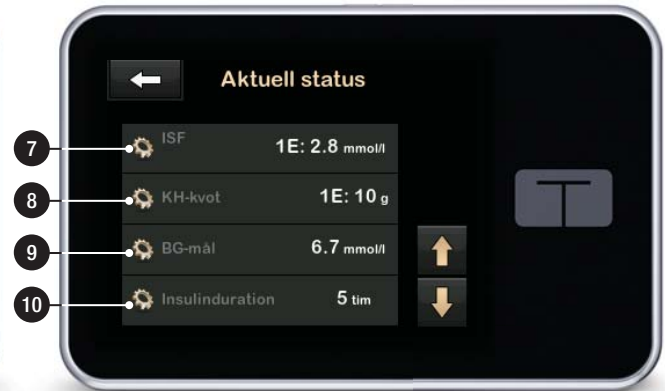 Aktuell status
7 ISF 1E: 2.8 mmol/l
8 KH-kvot 1E: 10 g
9 BG-mål 6.7 mmol/l
10 Insulinduration 5 tim